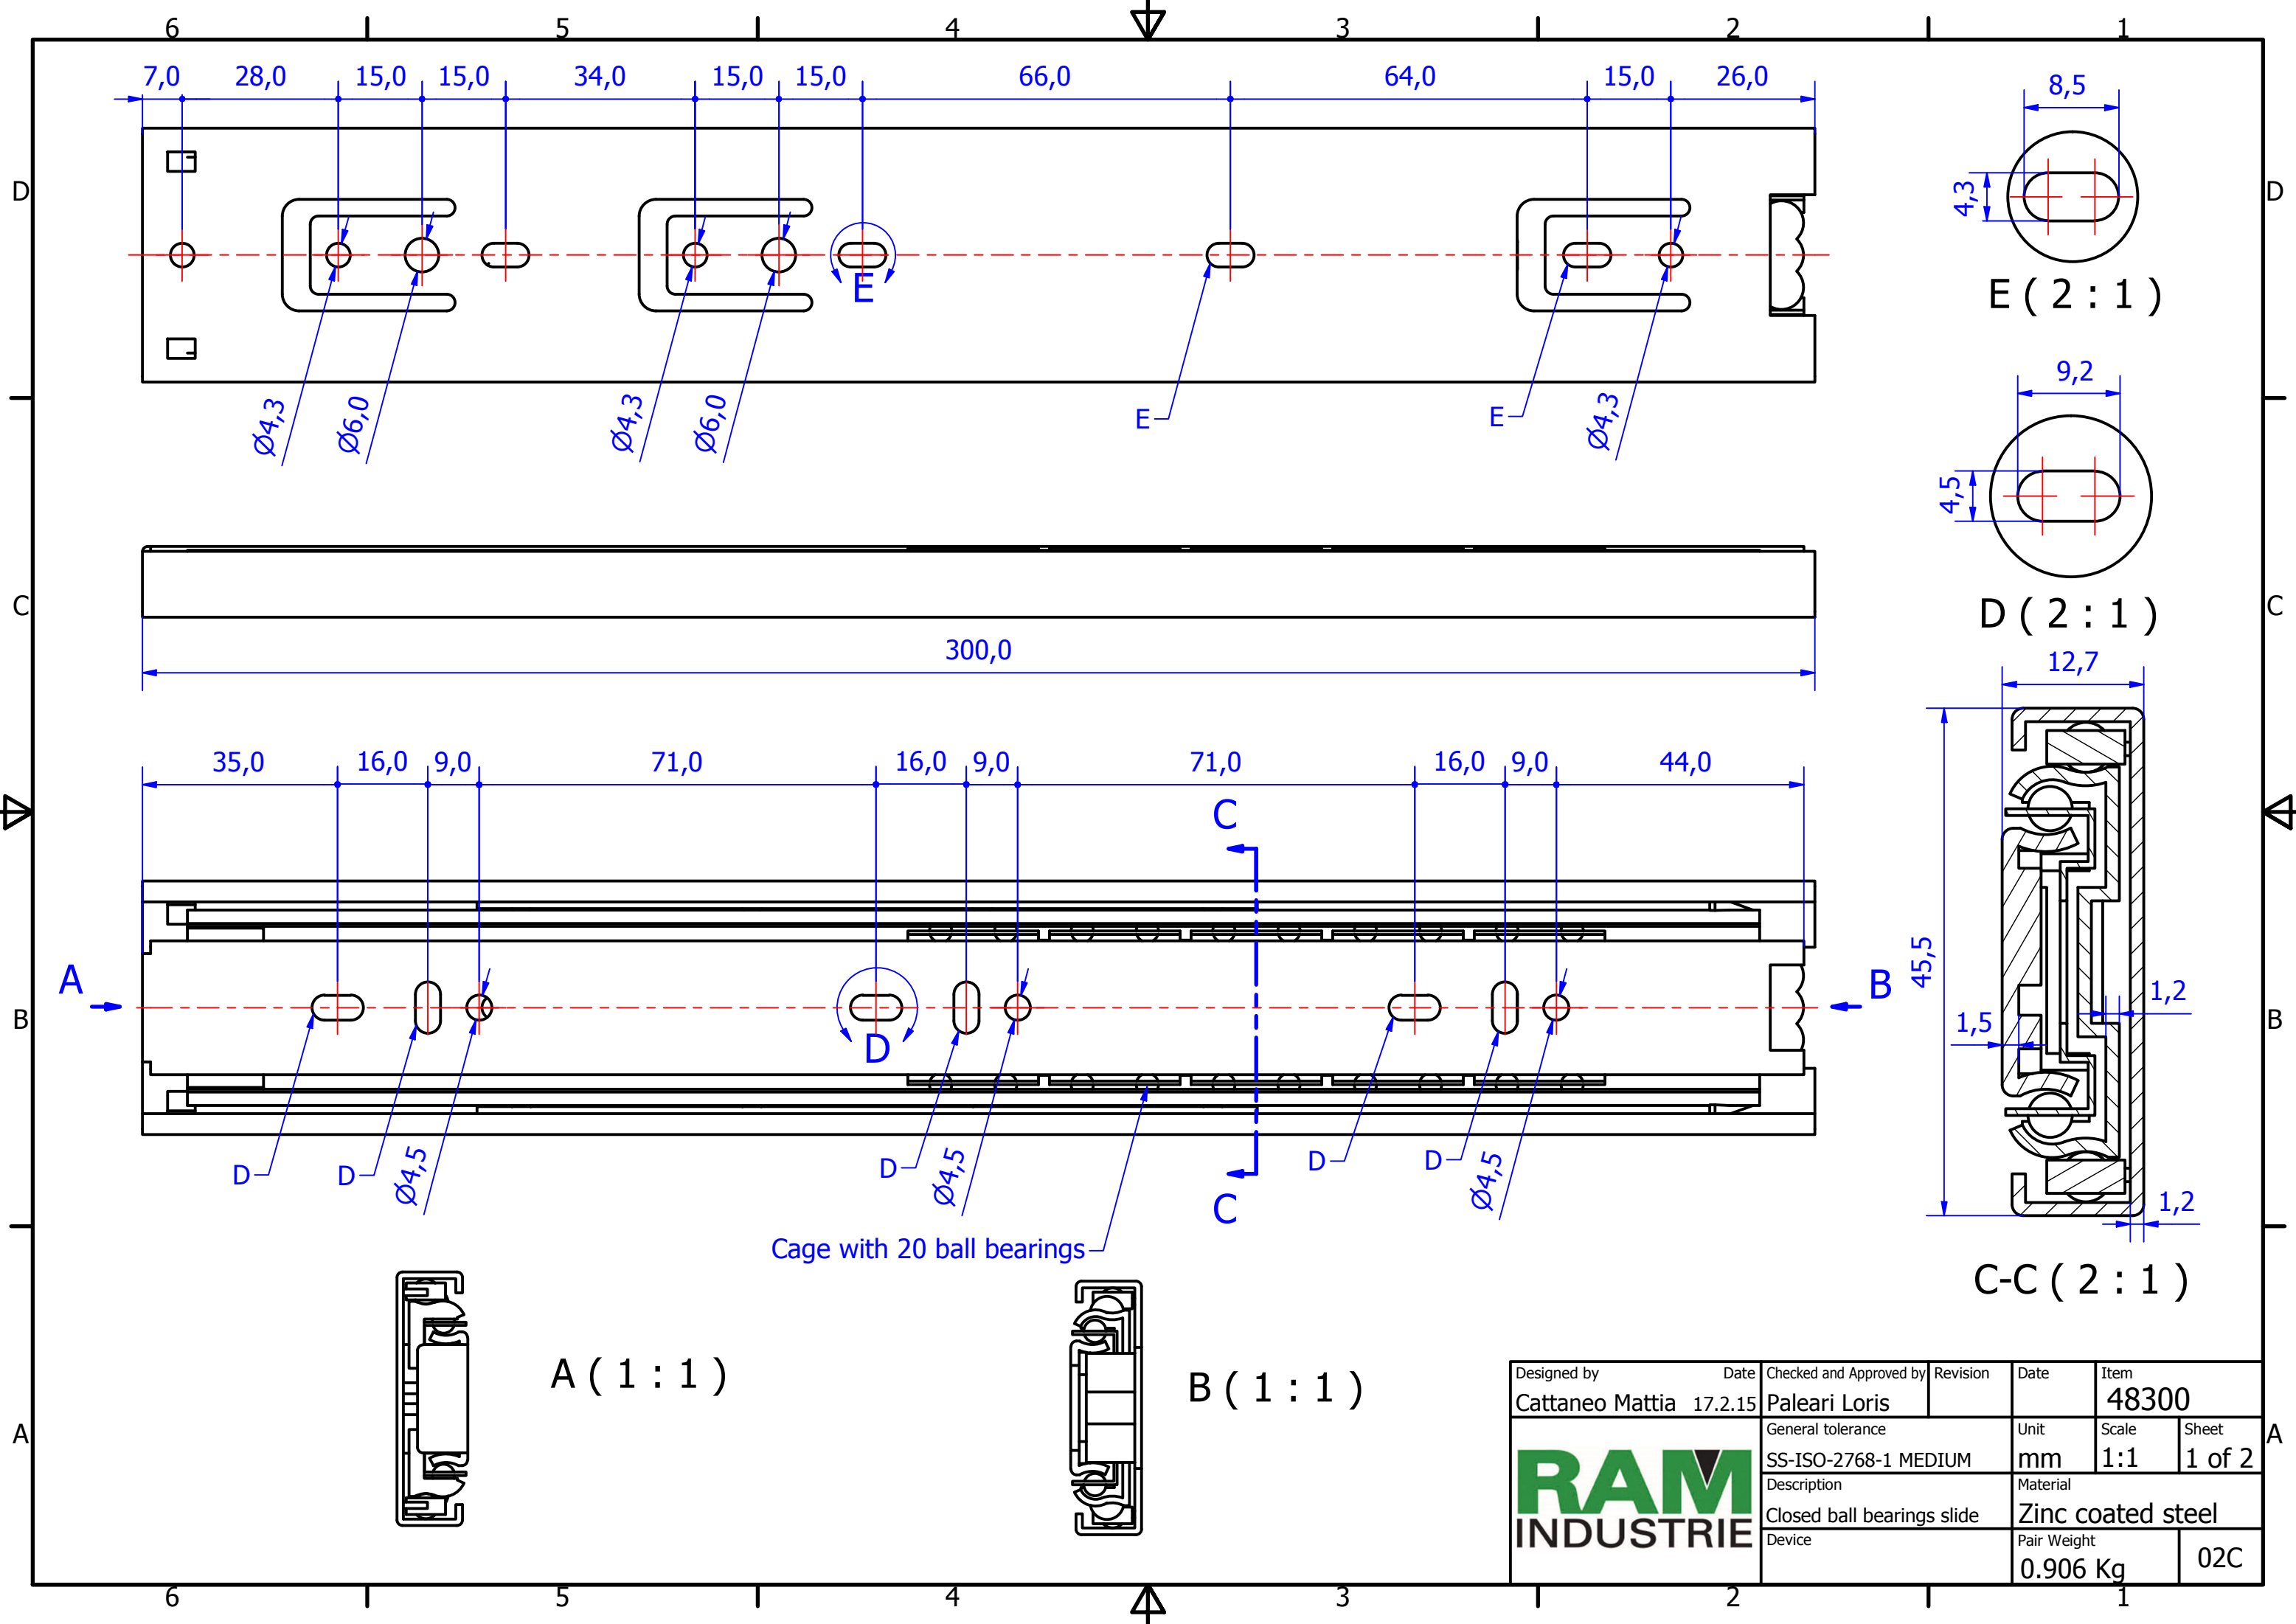 6 5 4 3 2 1
7,0 28,0 15,0 15,0 34,0 15,0 15,0 66,0 64,0 15,0 26,0
8,5
D
4,3
D
E
E ( 2 : 1 )
Ø4,3 Ø6,0 Ø4,3 Ø6,0 E E Ø4,3
9,2
4,5
C
C
D ( 2 : 1 )
300,0
12,7
35,0 16,0 9,0 71,0 16,0 9,0 71,0 16,0 9,0 44,0
C
45,5
A
B
B
D
1,2
1,5
B
D D Ø4,5 D Ø4,5 D D Ø4,5
C
1,2
Cage with 20 ball bearings
C-C ( 2 : 1 )
A ( 1 : 1 )
B ( 1 : 1 )
A
A
Designed by Date Checked and Approved by Revision Date Item
Cattaneo Mattia 17.2.15 Paleari Loris 48300
General tolerance Unit Scale Sheet
SS-ISO-2768-1 MEDIUM mm 1:1 1 of 2
Description Material
Closed ball bearings slide Zinc coated steel
Device Pair Weight
0.906 Kg 02C
RAM
INDUSTRIE
6 5 4 3 2 1